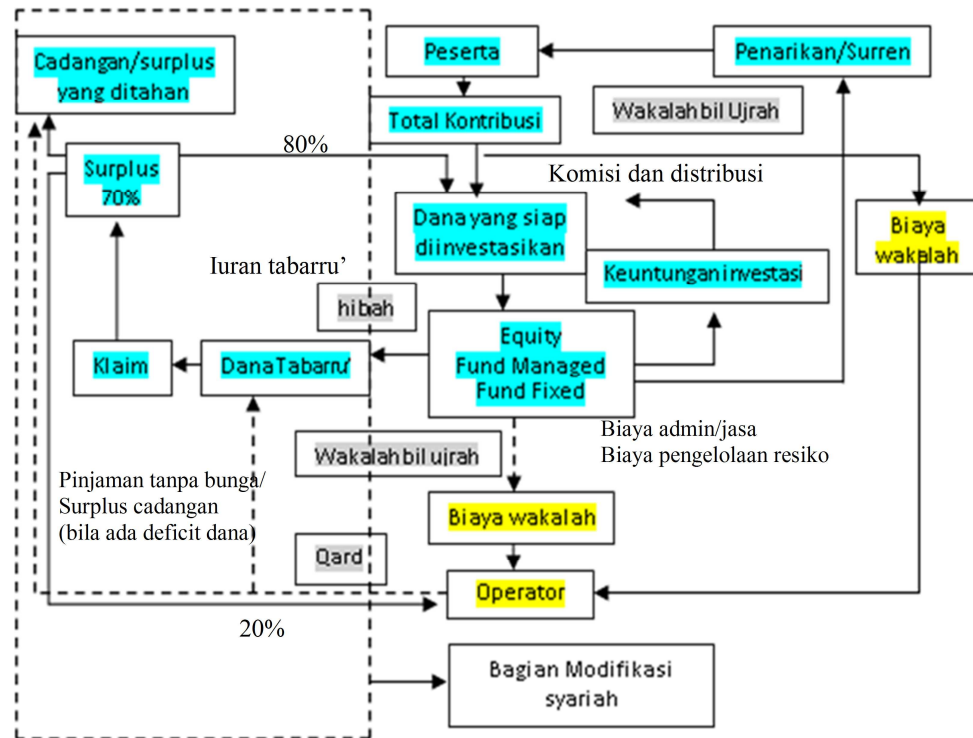 Cadangan/surplus
yang ditahan
Peserta
Penarikan/Surren
Total Kontribusi
Wakalah bil Ujrah
80%
Surplus
70%
Komisi dan distribusi
Dana yang siap
diinvestasikan
Biaya
wakalah
Iuran tabarru’
Keuntungan investasi
hibah
Equity
Fund Managed
Fund Fixed
Klaim
Dana Tabarru'
Biaya admin/jasa
Biaya pengelolaan resiko
Wakalah bil ujrah
Pinjaman tanpa bunga/
Surplus cadangan
(bila ada deficit dana)
Biaya wakalah
Qard
Operator
20%
Bagian Modifikasi
syariah